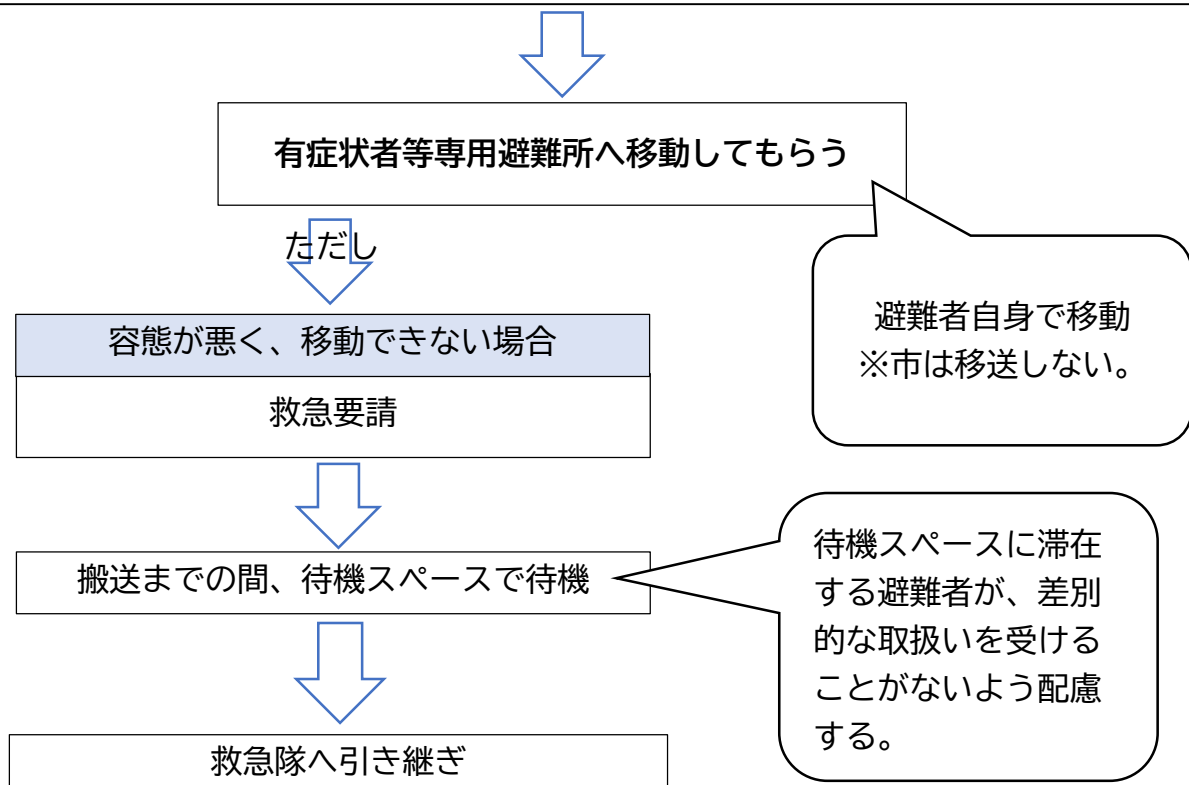 有症状者等専用避難所へ移動してもらう
避難者自身で移動
※市は移送しない。
ただし
容態が悪く、移動できない場合
救急要請
搬送までの間、待機スペースで待機
待機スペースに滞在
する避難者が、差別
的な取扱いを受ける
ことがないよう配慮
する。
救急隊へ引き継ぎ